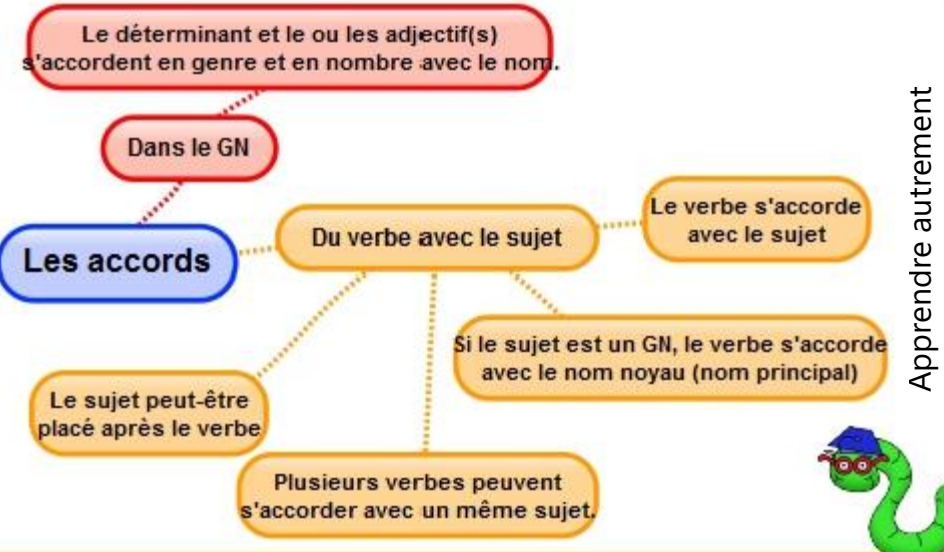 Le déterminant et le ou les adjectif(s)
s'accordent en genre et en nombre avec le nom.
Dans le GN
Les accords
Du verbe avec le sujet
Le verbe s'accorde
avec le sujet
Si le sujet est un GN, le verbe s'accorde
avec le nom noyau (nom principal)
Le sujet peut-être
placé après le verbe
Plusieurs verbes peuvent
s'accorder avec un même sujet.
Apprendre autrement